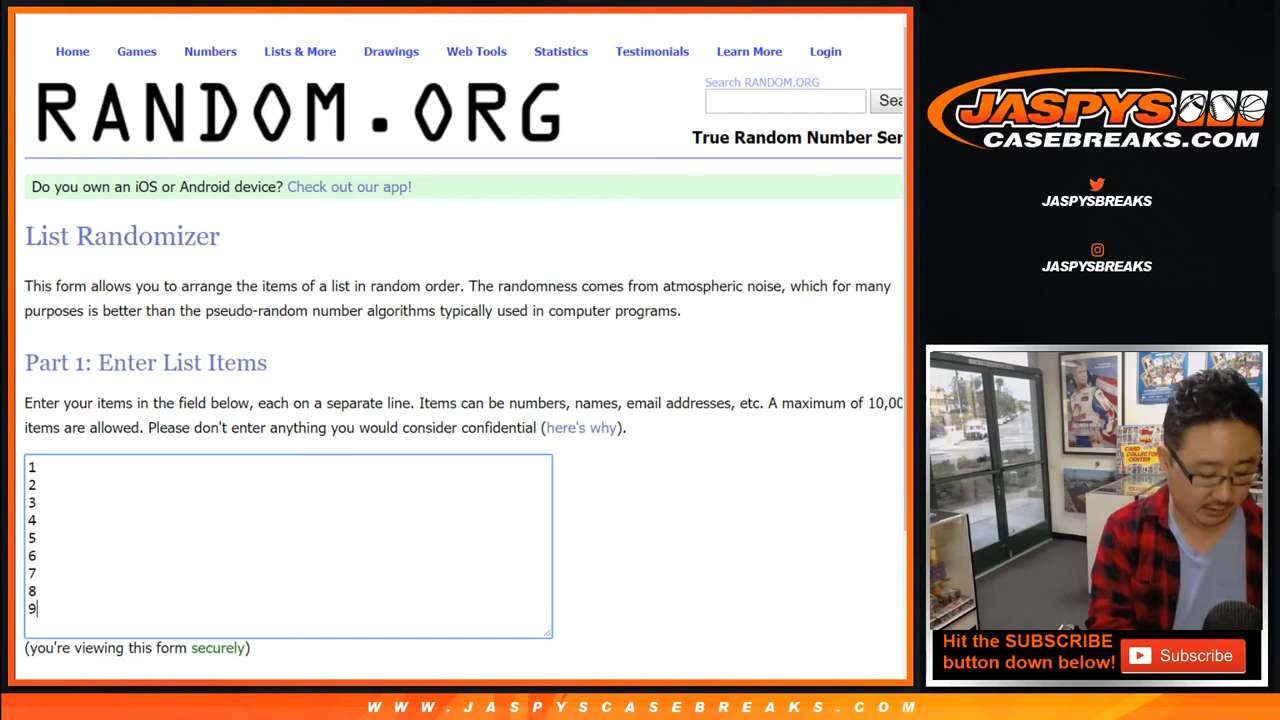 Home Games Numbers Lists & More Drawings Web Tools Statistics Testimonials Learn More Login
RANDOM.ORG
Search RANDOM.ORG
Sea
True Random Number Ser
Do you own an iOS or Android device? Check out our app!
List Randomizer
This form allows you to arrange the items of a list in random order. The randomness comes from atmospheric noise, which for many
purposes is better than the pseudo-random number algorithms typically used in computer programs.
Part 1: Enter List Items
Enter your items in the field below, each on a separate line. Items can be numbers, names, email addresses, etc. A maximum of 10,00
items are allowed. Please don't enter anything you would consider confidential (here's why).
1
2
3
4
5
6
7
8
9
(you're viewing this form securely)
JASPYS
CASEBREAKS.COM
JASPYSBREAKS
JASPYSBREAKS
CARD
COLLECTOR
CENTER
Hit the SUBSCRIBE
button down below!
Subscribe
WWW.JASPYSCASEBREAKS.COM